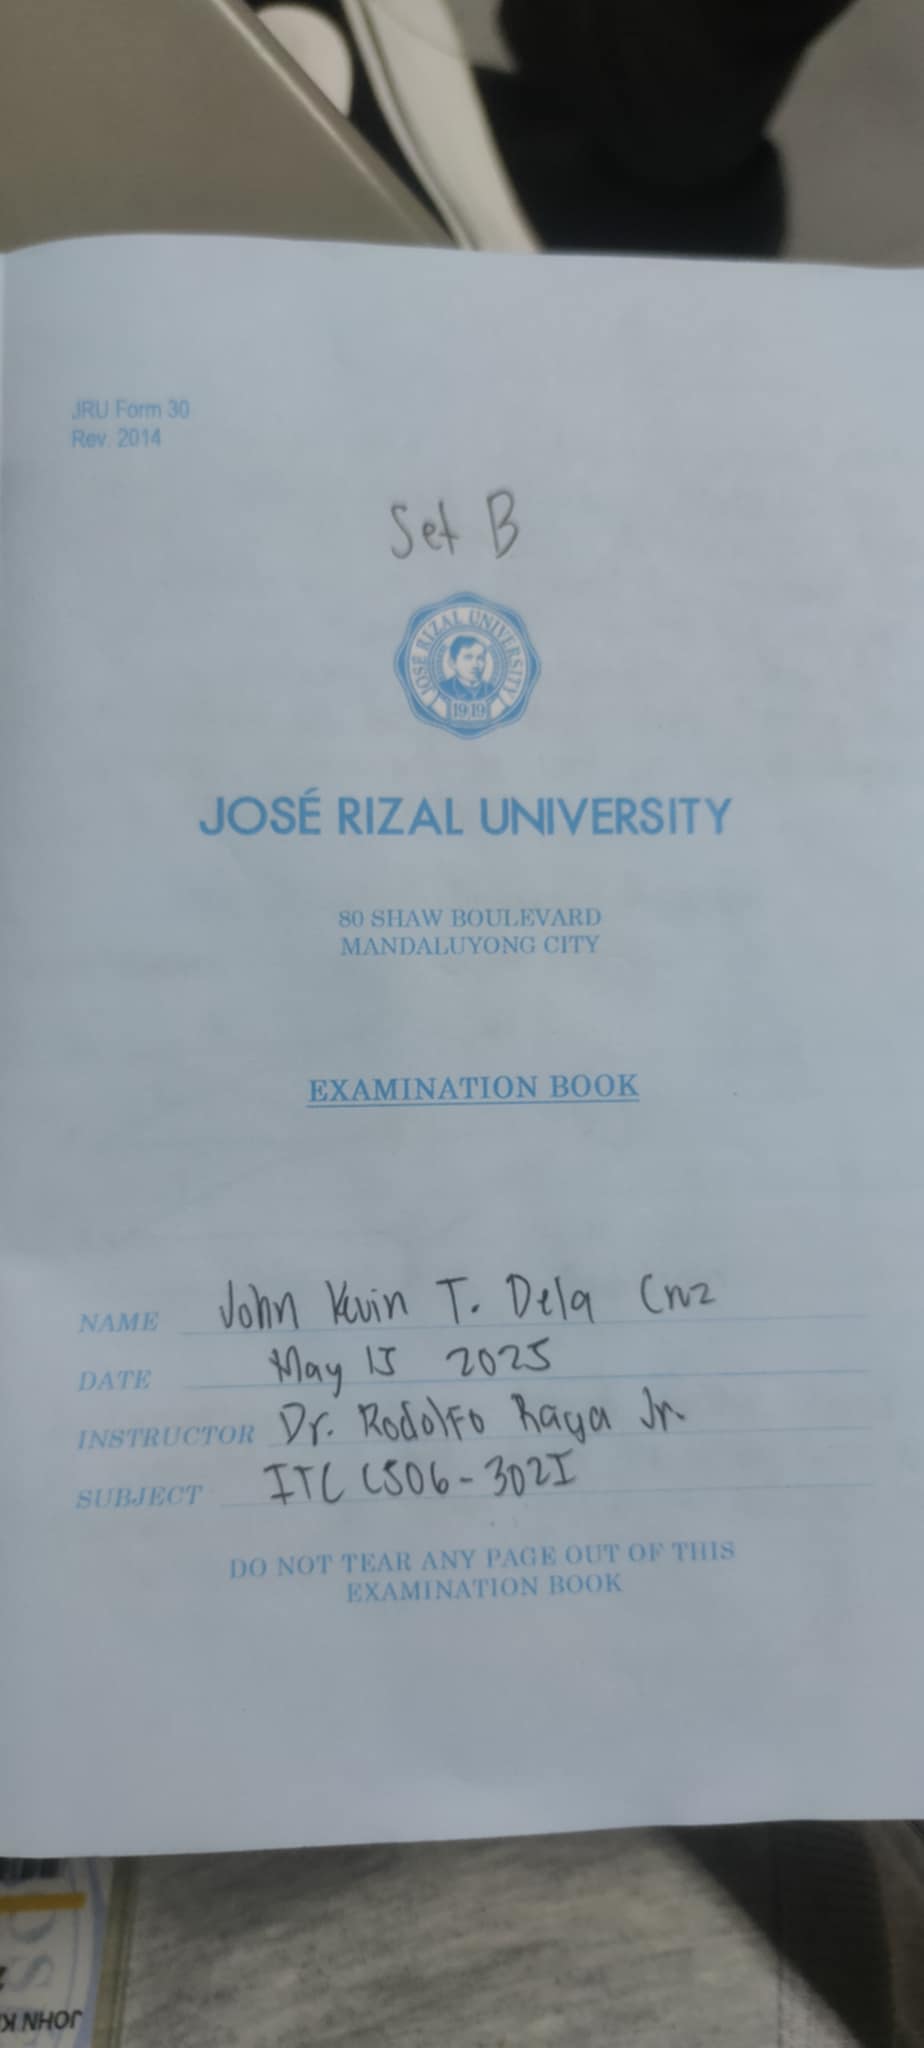 JRU Form 30
Rev. 2014
Set B
JOSÉ RIZAL UNIVERSITY
1919
JOSÉ RIZAL UNIVERSITY
80 SHAW BOULEVARD
MANDALUYONG CITY
EXAMINATION BOOK
NAME John Kevin T. Dela Cruz
DATE May 15 2025
INSTRUCTOR Dr. Rodolfo Raga Jr.
SUBJECT ITC CS06-302I
DO NOT TEAR ANY PAGE OUT OF THIS
EXAMINATION BOOK
JOHN